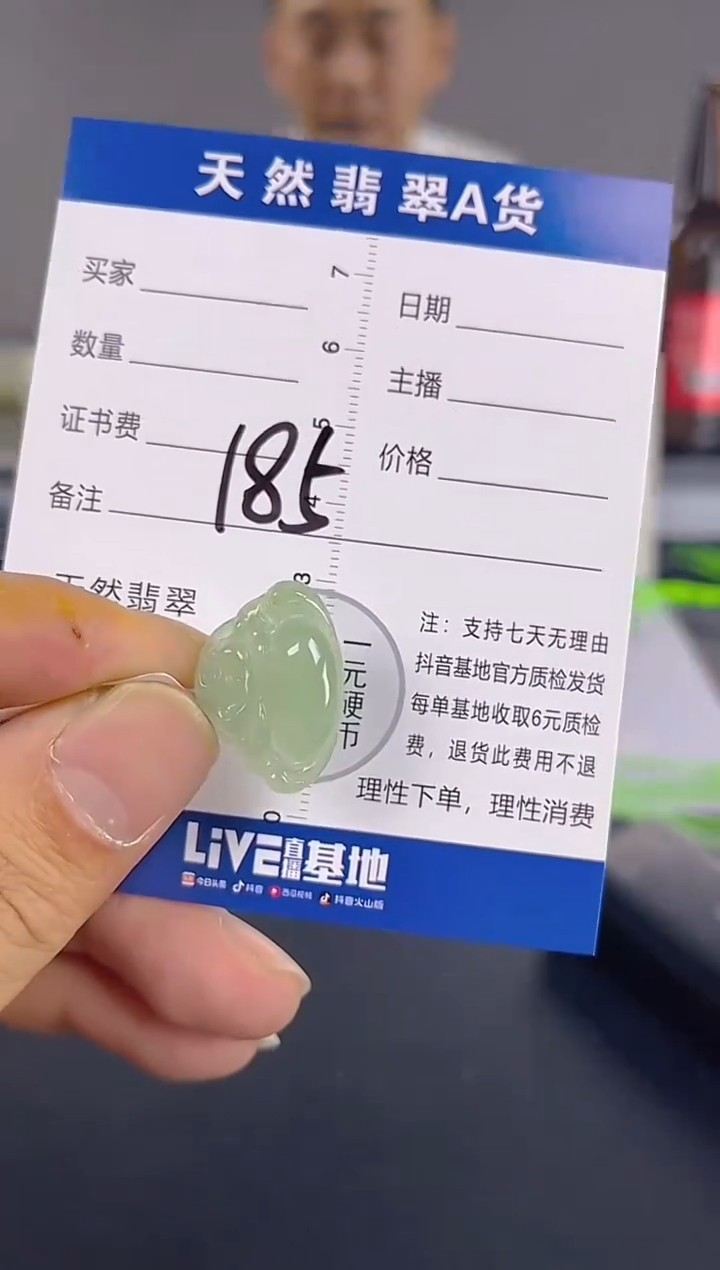 天然翡翠A货
买家
数量
证书费
备注
日期
主播
价格
185
7
6
5
4
3
0
天然翡翠
一元硬币
注：支持七天无理由
抖音基地官方质检发货
每单基地收取6元质检
费，退货此费用不退
理性下单，理性消费
LiVE直播基地
今日头条 抖音 西瓜视频 抖音火山版